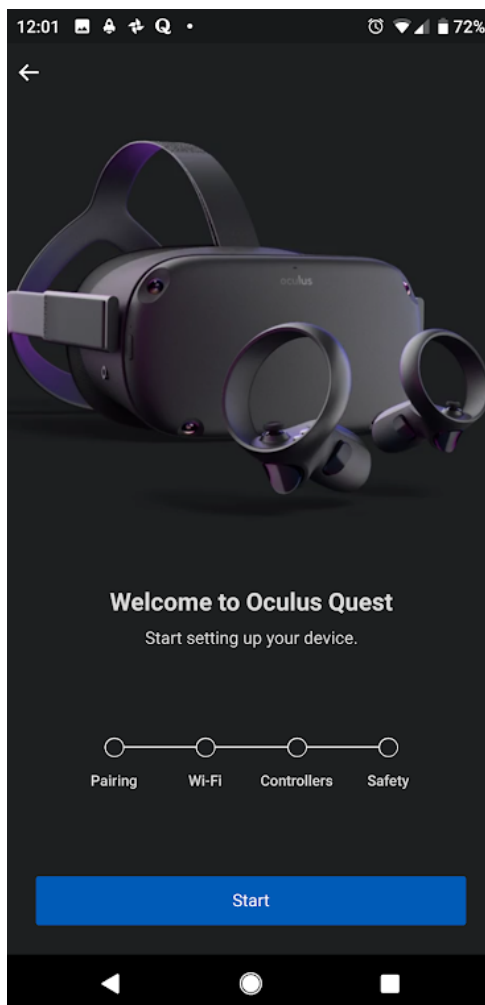 12:01 Q 72%
oculus
Welcome to Oculus Quest
Start setting up your device.
Pairing Wi-Fi Controllers Safety
Start